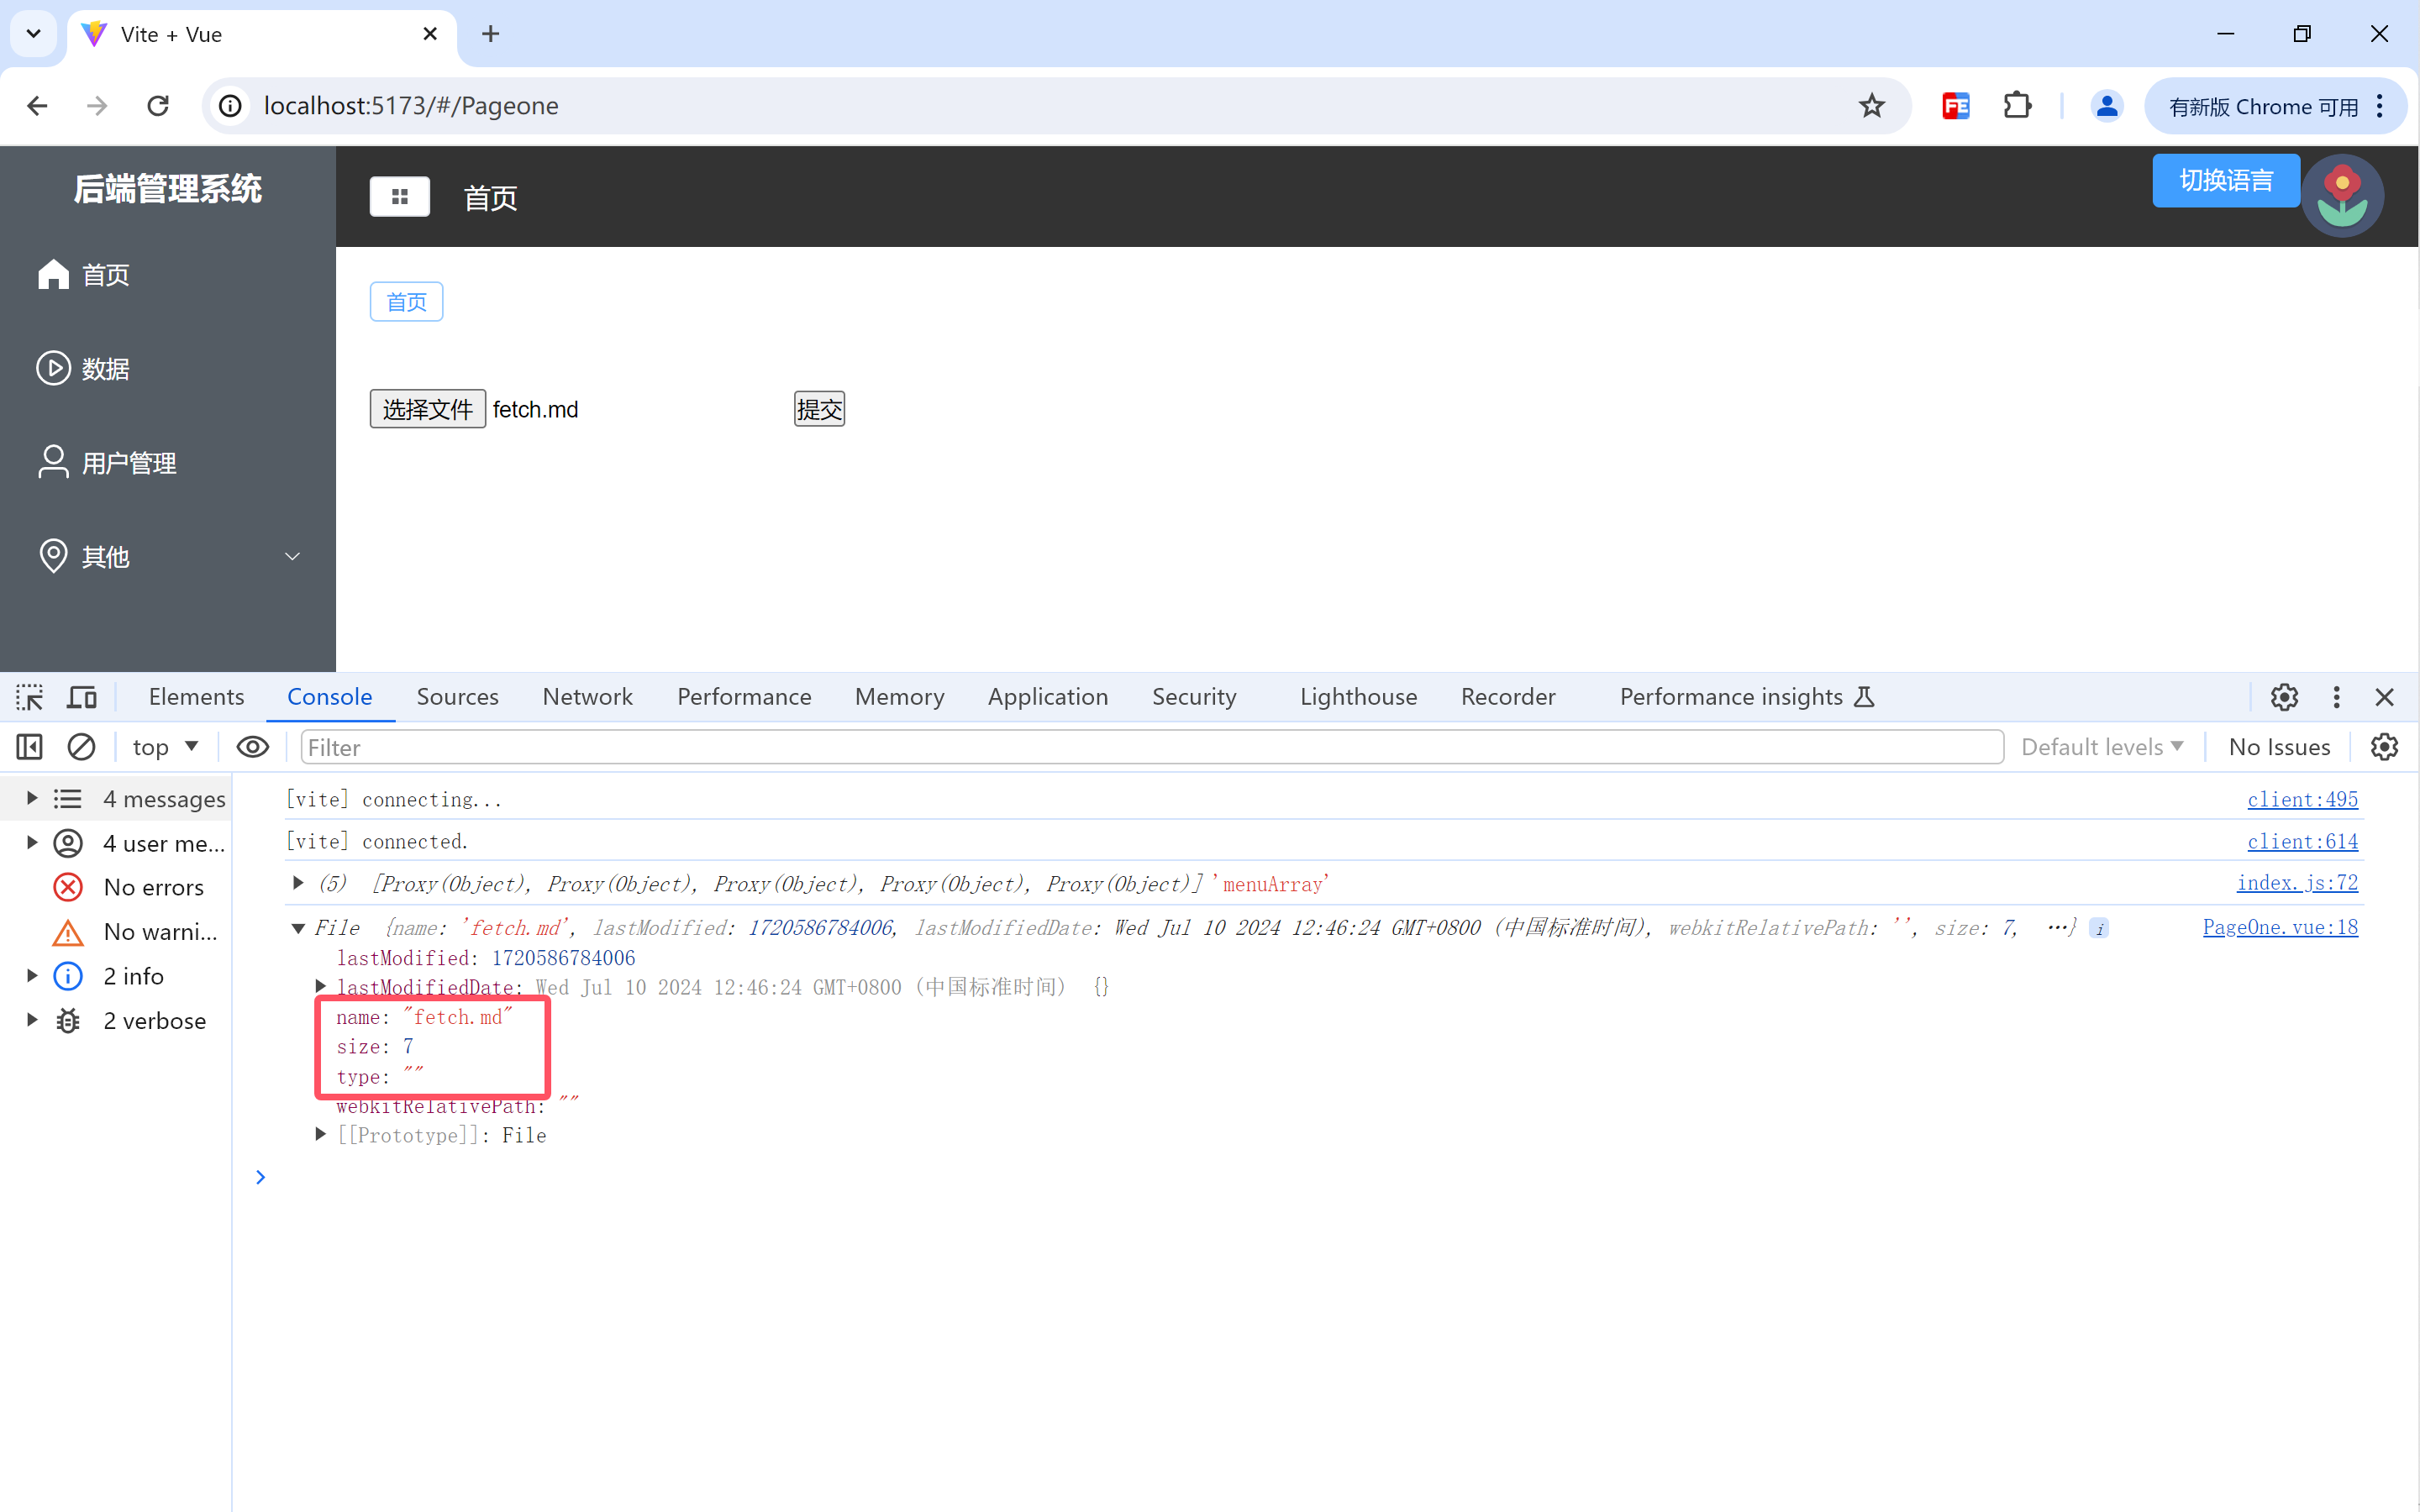 Vite + Vue
localhost:5173/#/Pageone
FE
有新版 Chrome 可用
后端管理系统
首页
切换语言
首页
首页
数据
选择文件 fetch.md 提交
用户管理
其他
Elements Console Sources Network Performance Memory Application Security Lighthouse Recorder Performance insights
top Filter Default levels No Issues
4 messages
4 user me...
No errors
No warni...
2 info
2 verbose
[vite] connecting... client:495
[vite] connected. client:614
(5) [Proxy(Object), Proxy(Object), Proxy(Object), Proxy(Object), Proxy(Object)] 'menuArray' index.js:72
File {name: 'fetch.md', lastModified: 1720586784006, lastModifiedDate: Wed Jul 10 2024 12:46:24 GMT+0800 (中国标准时间), webkitRelativePath: '', size: 7, …} i PageOne.vue:18
lastModified: 1720586784006
lastModifiedDate: Wed Jul 10 2024 12:46:24 GMT+0800 (中国标准时间) {}
name: "fetch.md"
size: 7
type: ""
webkitRelativePath: ""
[[Prototype]]: File